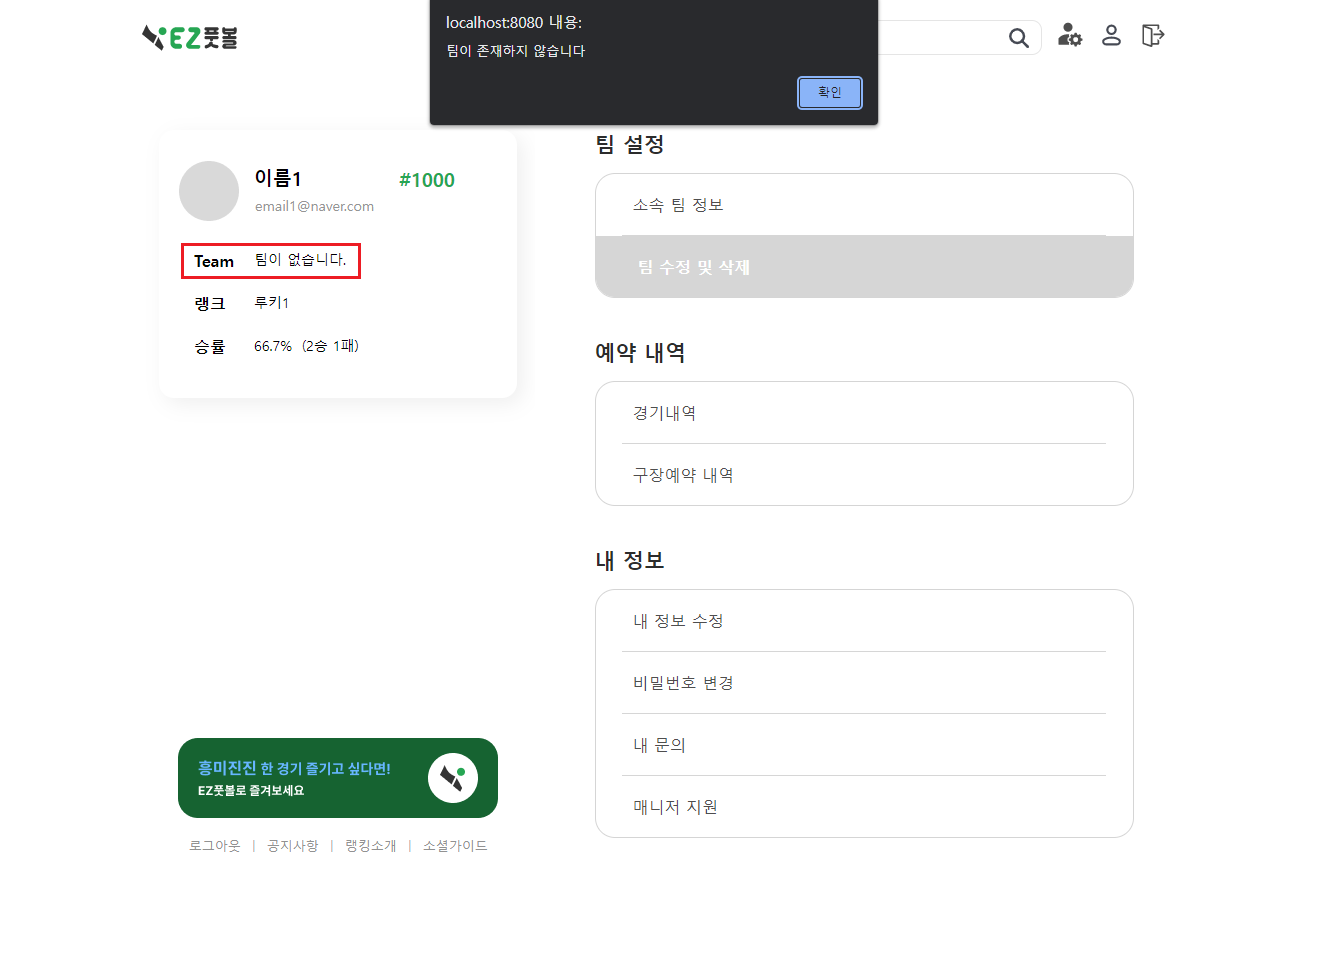 EZ풋볼
localhost:8080 내용:
팀이 존재하지 않습니다
확인
이름1 #1000
email1@naver.com
Team 팀이 없습니다.
랭크 루키1
승률 66.7% (2승 1패)
흥미진진 한 경기 즐기고 싶다면!
EZ풋볼로 즐겨보세요
로그아웃 | 공지사항 | 랭킹소개 | 소셜가이드
팀 설정
소속 팀 정보
팀 수정 및 삭제
예약 내역
경기내역
구장예약 내역
내 정보
내 정보 수정
비밀번호 변경
내 문의
매니저 지원